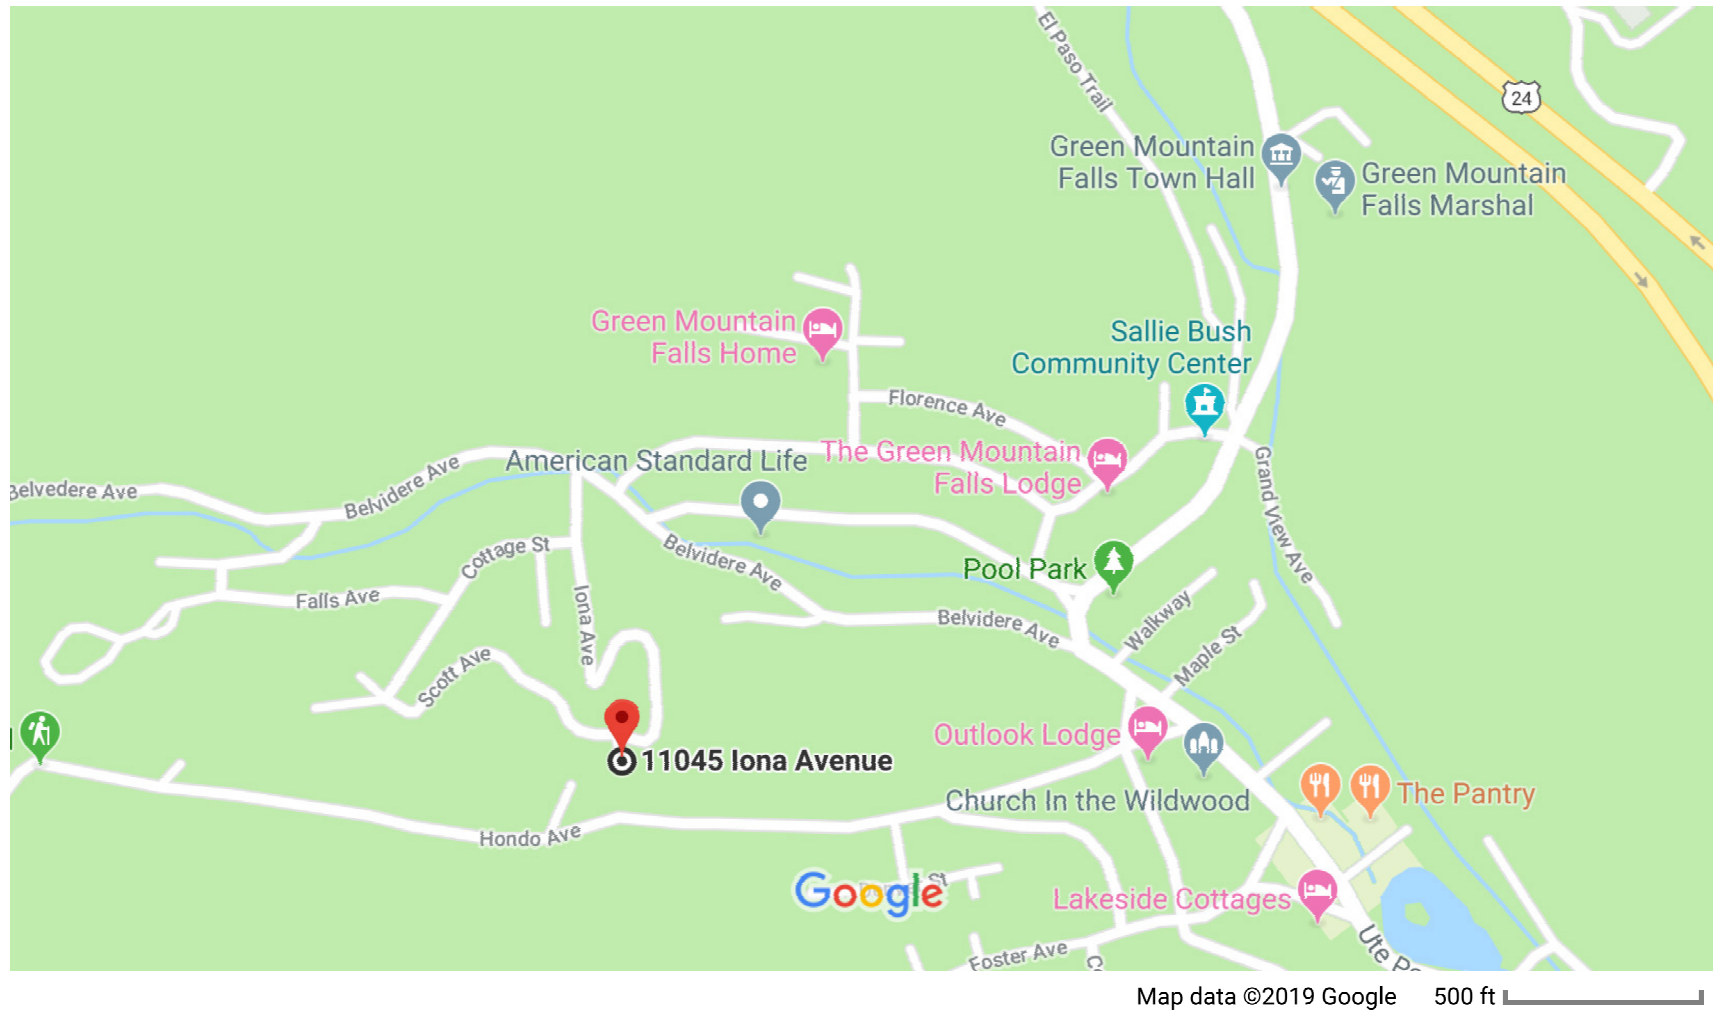 El Paso Trail
24
Green Mountain
Falls Town Hall
Green Mountain
Falls Marshal
Green Mountain
Falls Home
Sallie Bush
Community Center
Florence Ave
The Green Mountain
Falls Lodge
American Standard Life
Belvidere Ave
Belvedere Ave
Grand View Ave
Cottage St
Belvidere Ave
Pool Park
Falls Ave
Iona Ave
Belvidere Ave
Walkway
Maple St
Scott Ave
Outlook Lodge
11045 Iona Avenue
Church In the Wildwood
The Pantry
Hondo Ave
Google
St
Lakeside Cottages
Foster Ave
Ute
Map data ©2019 Google
500 ft